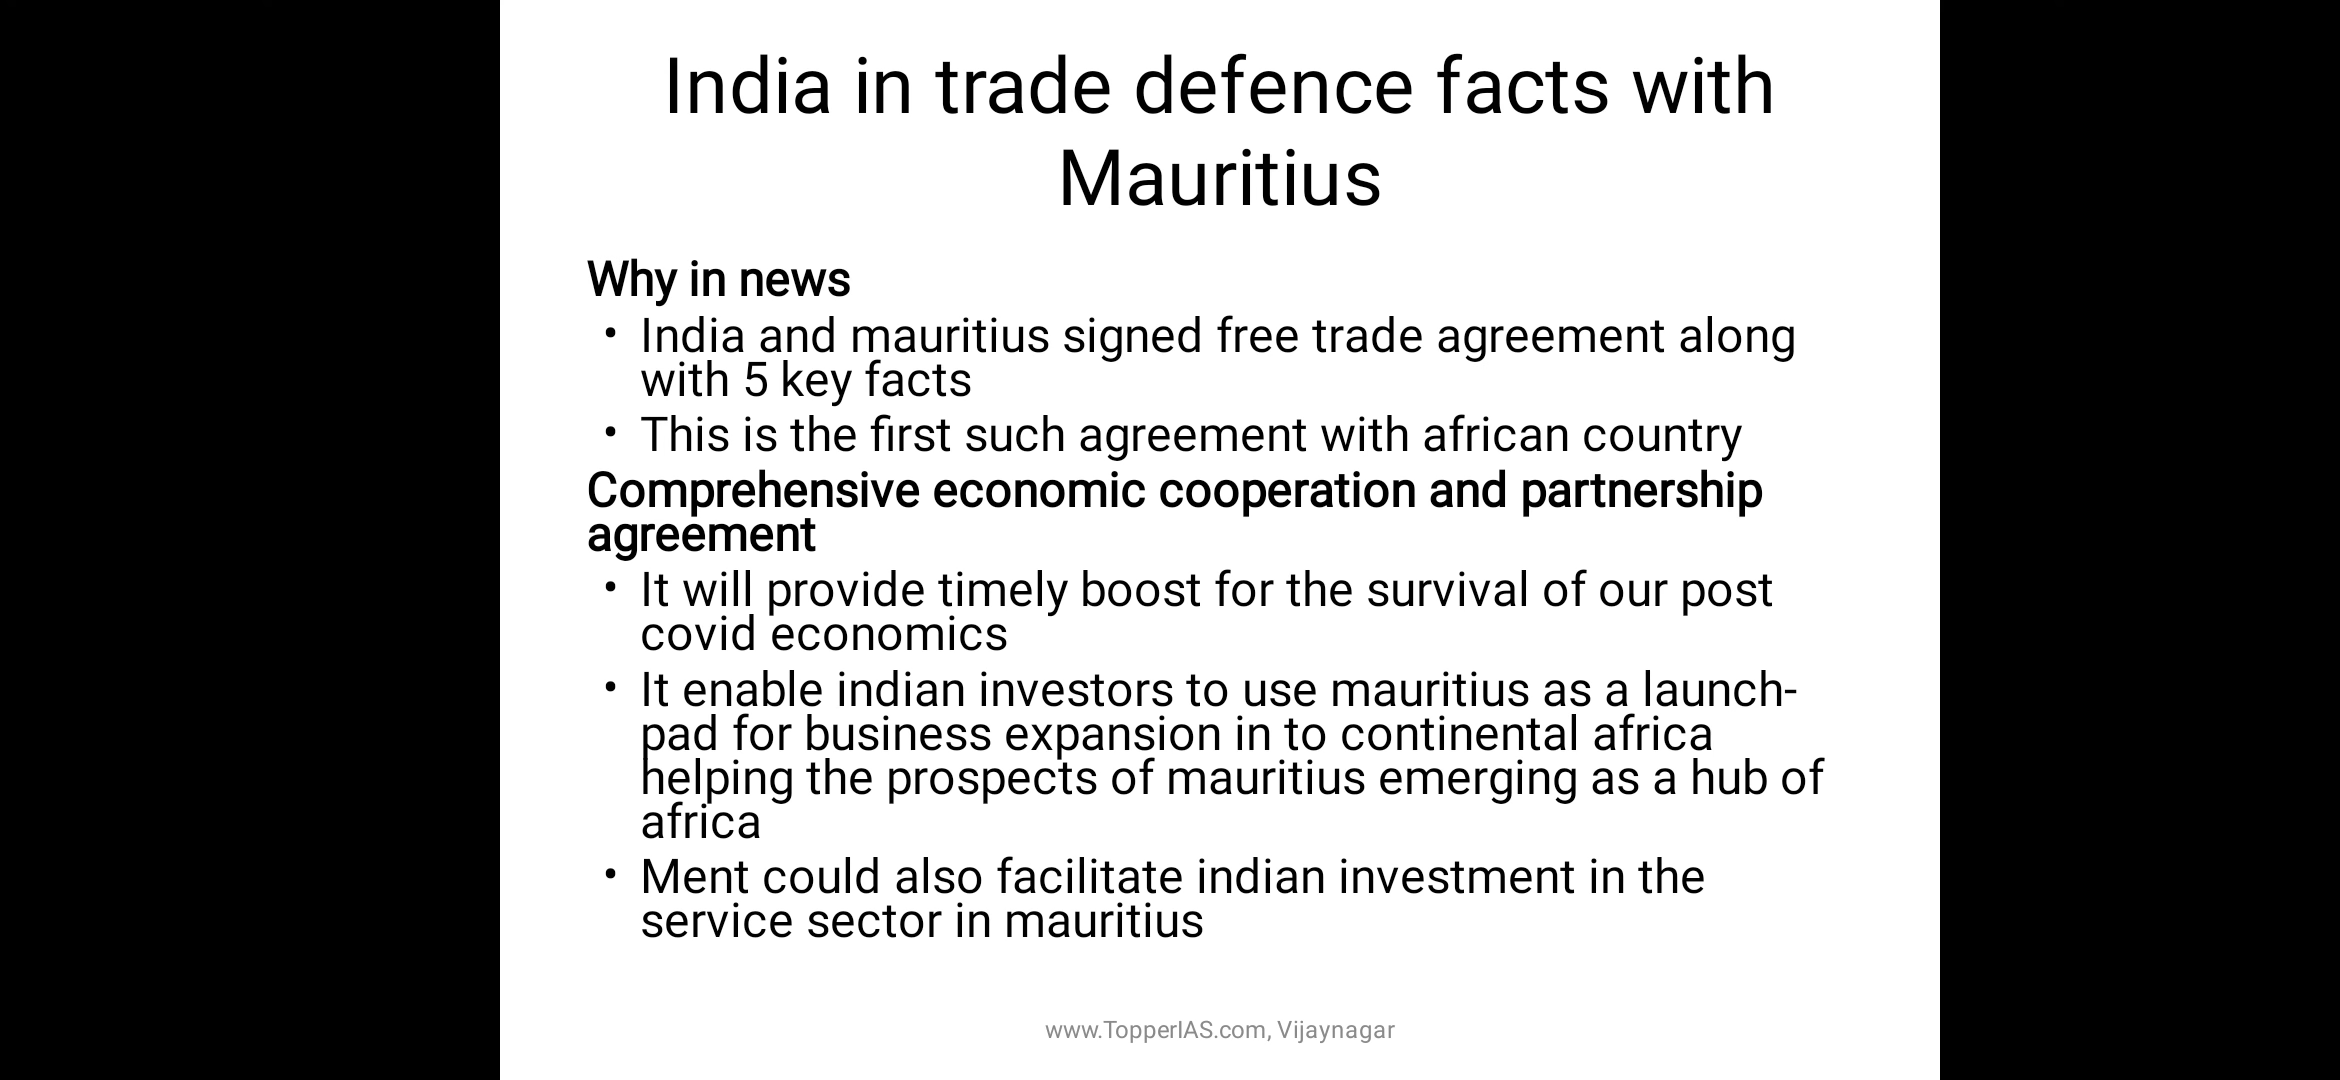 India in trade defence facts with
Mauritius
Why in news
• India and mauritius signed free trade agreement along
with 5 key facts
• This is the first such agreement with african country
Comprehensive economic cooperation and partnership
agreement
• It will provide timely boost for the survival of our post
covid economics
• It enable indian investors to use mauritius as a launch-
pad for business expansion in to continental africa
helping the prospects of mauritius emerging as a hub of
africa
• Ment could also facilitate indian investment in the
service sector in mauritius
www.TopperIAS.com, Vijaynagar